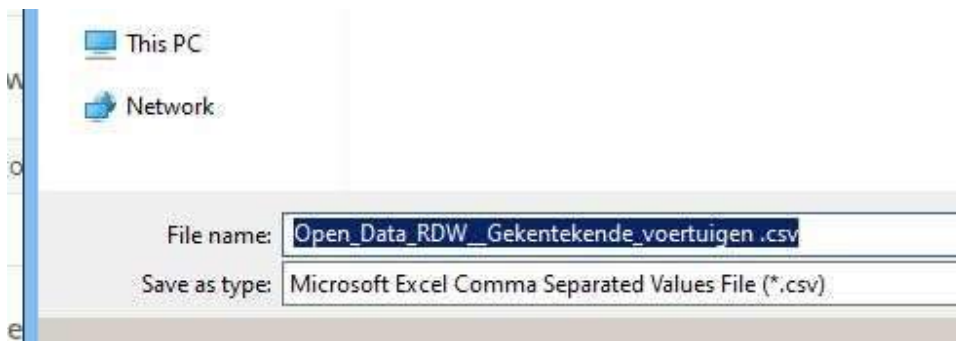 This PC
Network
File name: Open_Data_RDW__Gekentekende_voertuigen .csv
Save as type: Microsoft Excel Comma Separated Values File (*.csv)